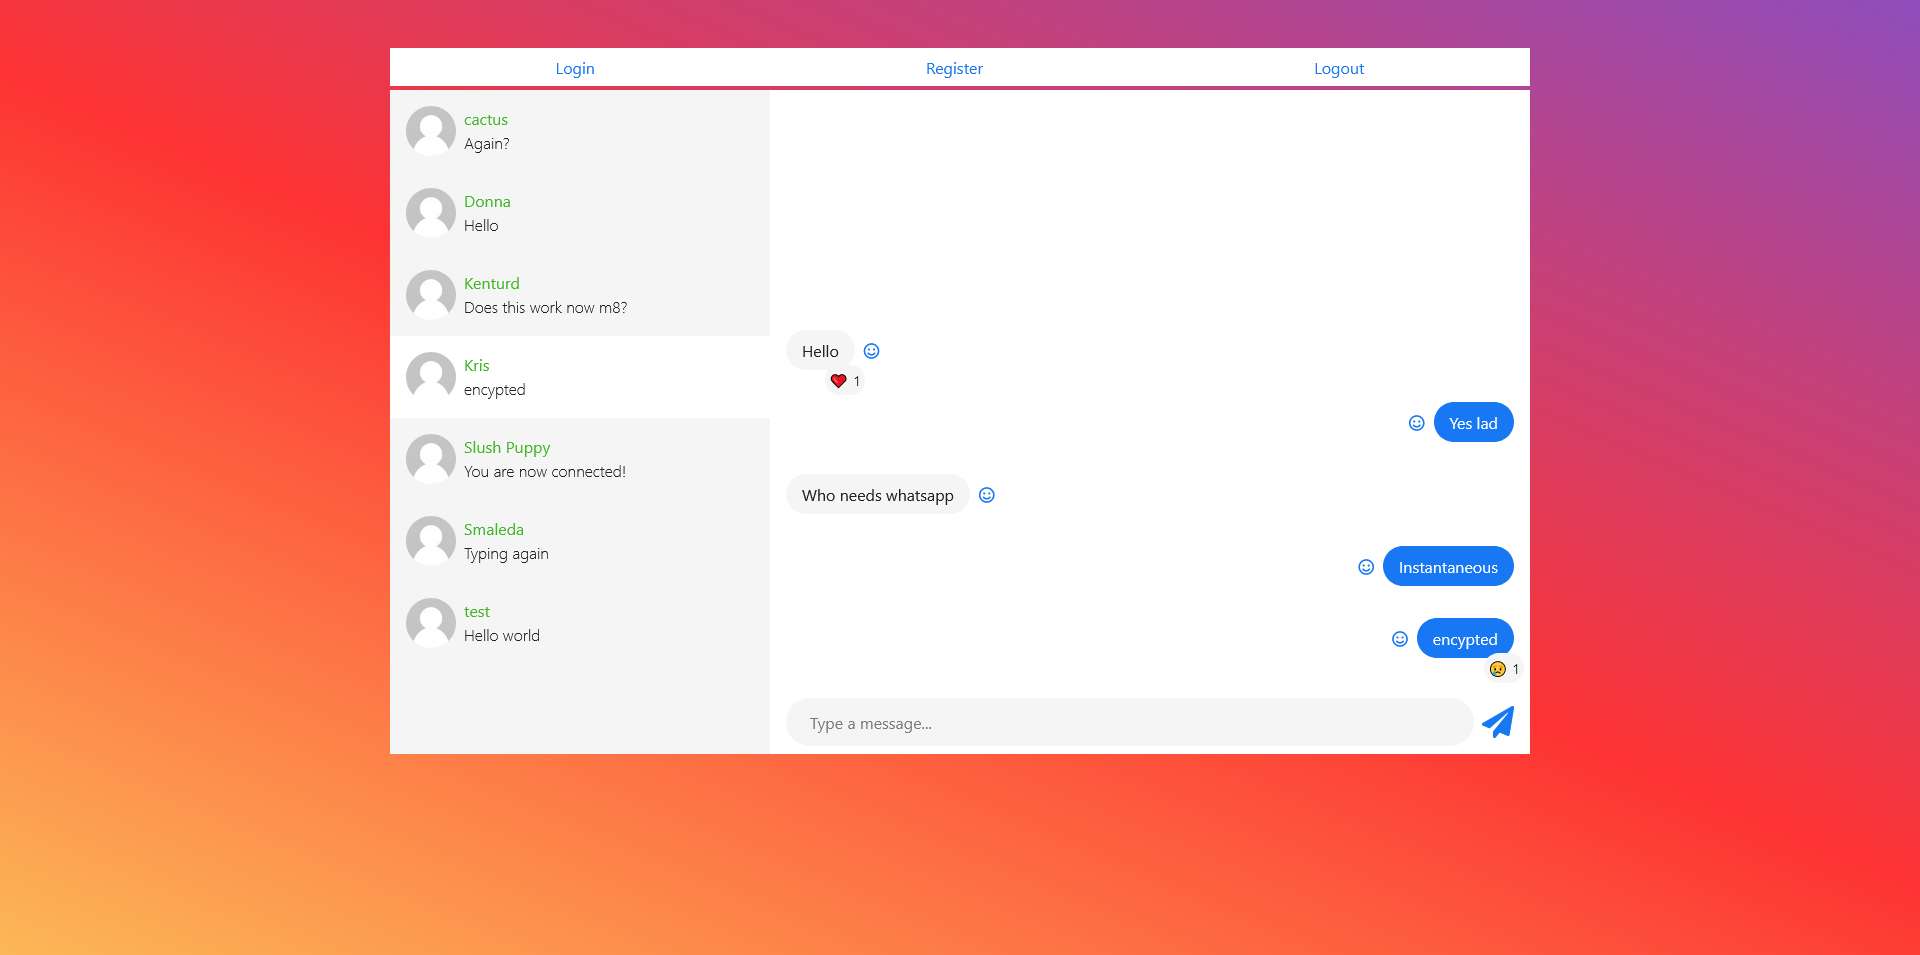 Login Register Logout
cactus
Again?
Donna
Hello
Kenturd
Does this work now m8?
Kris
encypted
Slush Puppy
You are now connected!
Smaleda
Typing again
test
Hello world
Hello
1
Yes lad
Who needs whatsapp
Instantaneous
encypted
1
Type a message...